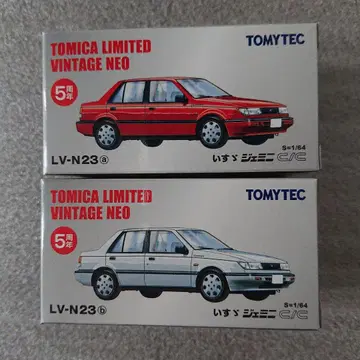 TOMICA LIMITED
VINTAGE NEO
TOMYTEC
5周年
LV-N23ⓐ
S=1/64
いすゞ ジェミニ C/C
TOMICA LIMITED
VINTAGE NEO
TOMYTEC
5周年
LV-N23ⓑ
S=1/64
いすゞ ジェミニ C/C